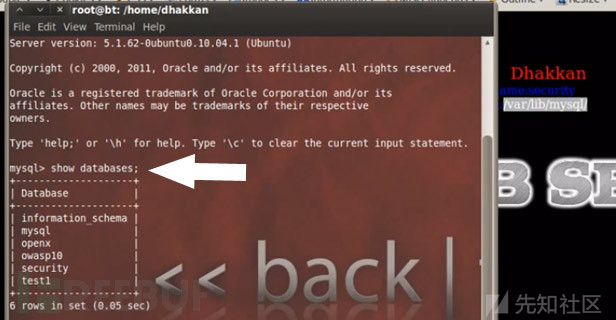 root@bt: /home/dhakkan
File Edit View Terminal Help
Server version: 5.1.62-0ubuntu0.10.04.1 (Ubuntu)
Copyright (c) 2000, 2011, Oracle and/or its affiliates. All rights reserved.
Oracle is a registered trademark of Oracle Corporation and/or its
affiliates. Other names may be trademarks of their respective
owners.
Type 'help;' or '\h' for help. Type '\c' to clear the current input statement.
mysql> show databases;
+--------------------+
| Database           |
+--------------------+
| information_schema |
| mysql              |
| openx              |
| owasp10            |
| security           |
| test1              |
+--------------------+
6 rows in set (0.05 sec)
<< back |
Dhakkan
ame:security
/var/lib/mysql/
B SE
先知社区